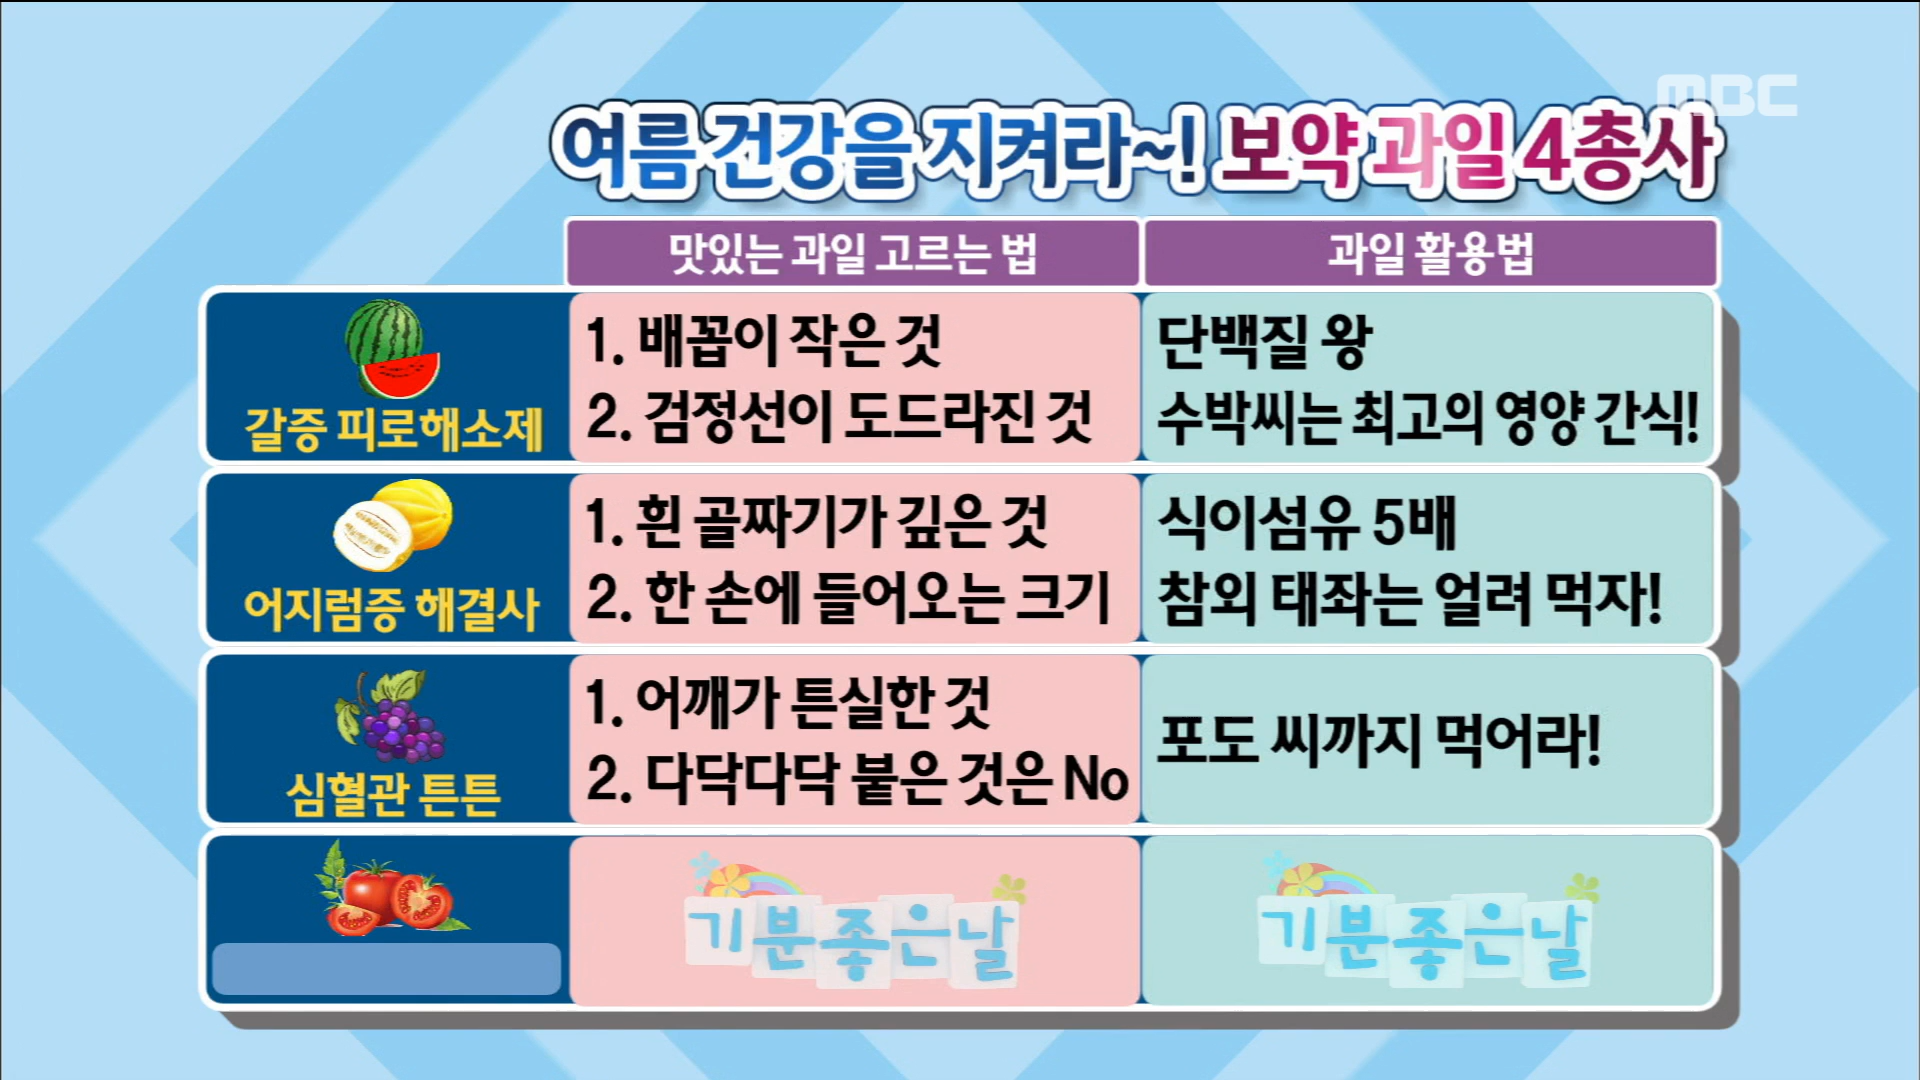 MBC
여름 건강을 지켜라~! 보약 과일 4총사
맛있는 과일 고르는 법
과일 활용법
갈증 피로해소제
1. 배꼽이 작은 것
2. 검정선이 도드라진 것
단백질 왕
수박씨는 최고의 영양 간식!
어지럼증 해결사
1. 흰 골짜기가 깊은 것
2. 한 손에 들어오는 크기
식이섬유 5배
참외 태좌는 얼려 먹자!
심혈관 튼튼
1. 어깨가 튼실한 것
2. 다닥다닥 붙은 것은 No
포도 씨까지 먹어라!
기분좋은날
기분좋은날